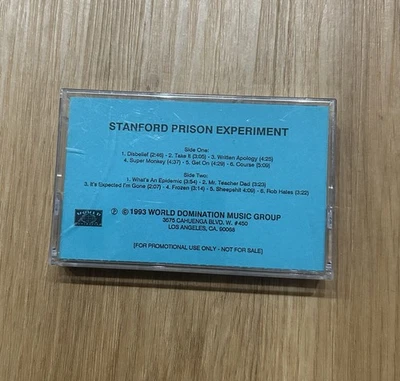 STANFORD PRISON EXPERIMENT
Side One:
1. Disbelief (2:46) - 2. Take It (3:05) - 3. Written Apology (4:25)
4. Super Monkey (4:37) - 5. Get On (4:29) - 6. Course (5:09)
Side Two:
1. What's An Epidemic (3:54) - 2. Mr. Teacher Dad (3:23)
3. It's Expected I'm Gone (2:07) - 4. Frozen (3:14) - 5. Sheepshit (4:09) - 6. Rob Hates (3:22)
Ⓟ ©1993 WORLD DOMINATION MUSIC GROUP
3575 CAHUENGA BLVD. W. #450
LOS ANGELES, CA. 90068
[FOR PROMOTIONAL USE ONLY - NOT FOR SALE]